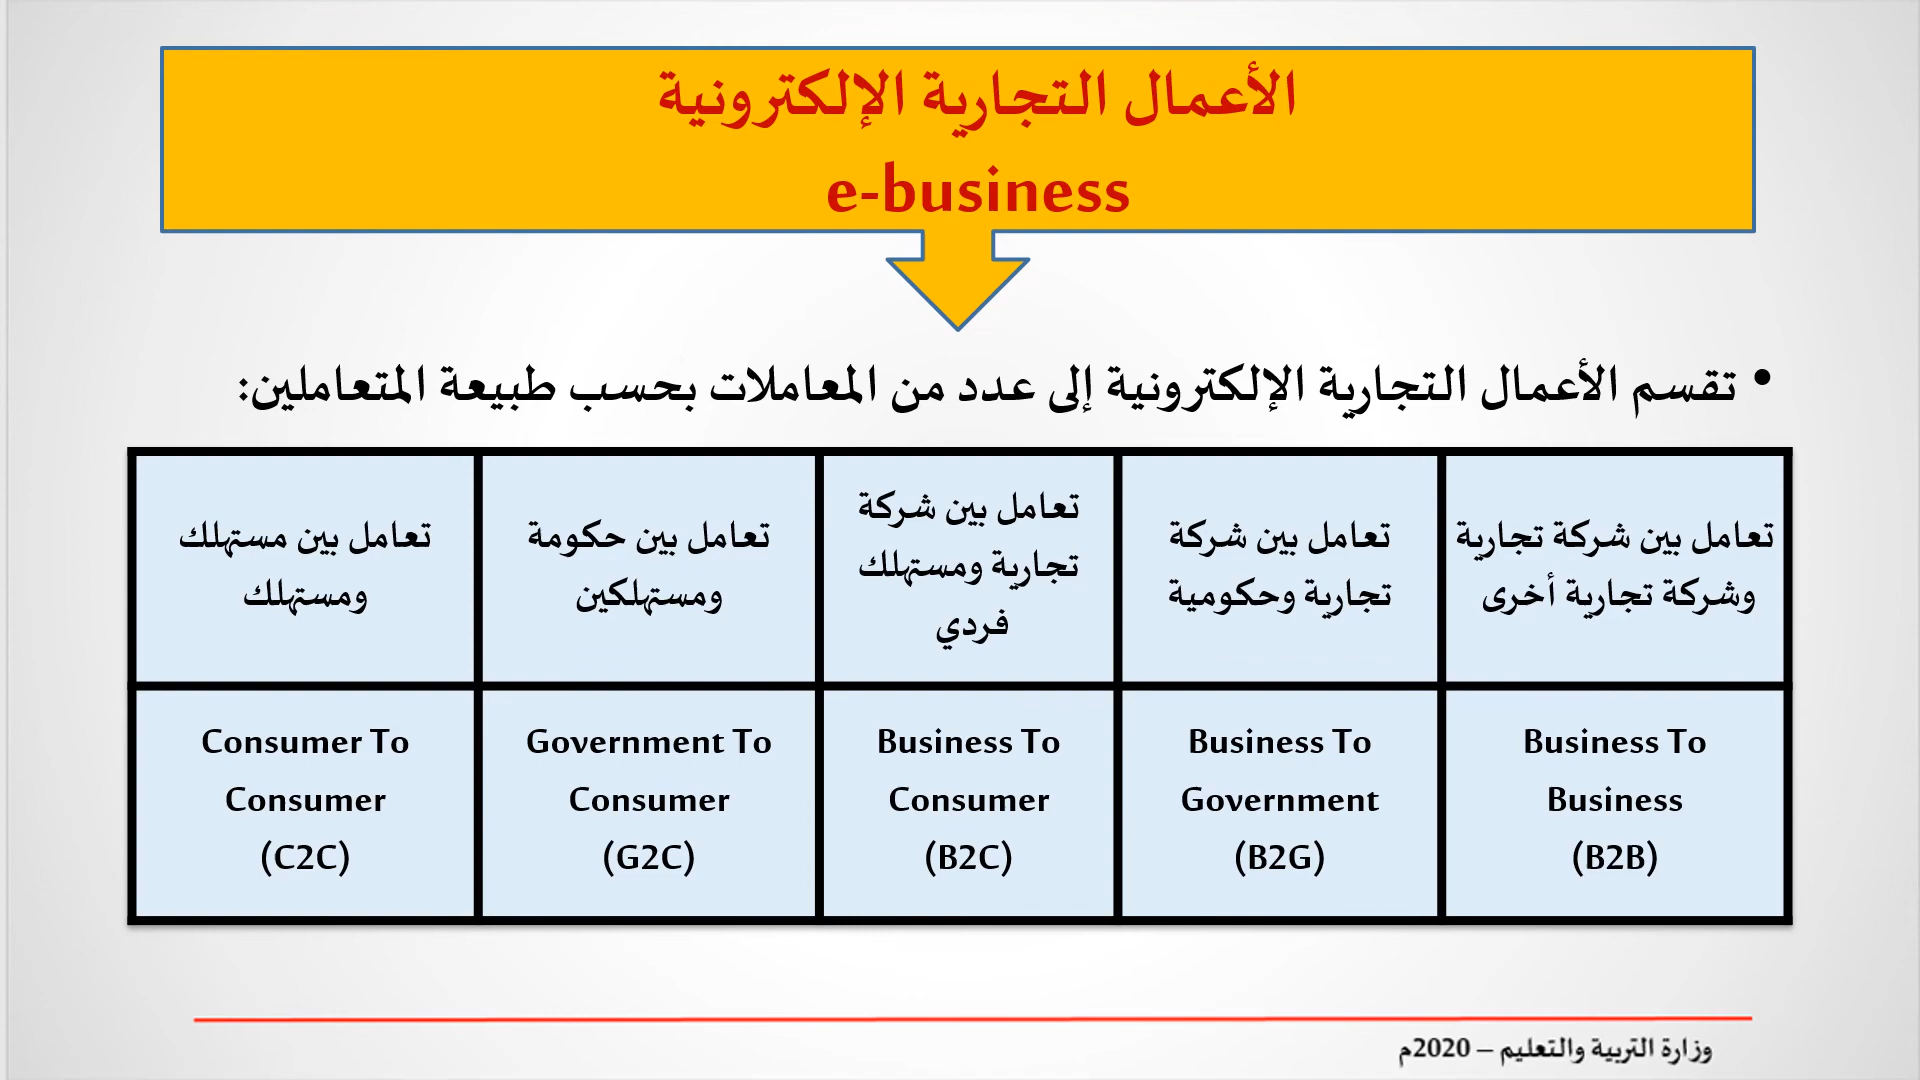 الأعمال التجارية الإلكترونية
e-business
• تقسم الأعمال التجارية الإلكترونية إلى عدد من المعاملات بحسب طبيعة المتعاملين:
تعامل بين شركة تجارية
وشركة تجارية أخرى
تعامل بين شركة
تجارية وحكومية
تعامل بين شركة
تجارية ومستهلك
فردي
تعامل بين حكومة
ومستهلكين
تعامل بين مستهلك
ومستهلك
Business To
Business
(B2B)
Business To
Government
(B2G)
Business To
Consumer
(B2C)
Government To
Consumer
(G2C)
Consumer To
Consumer
(C2C)
وزارة التربية والتعليم – 2020م